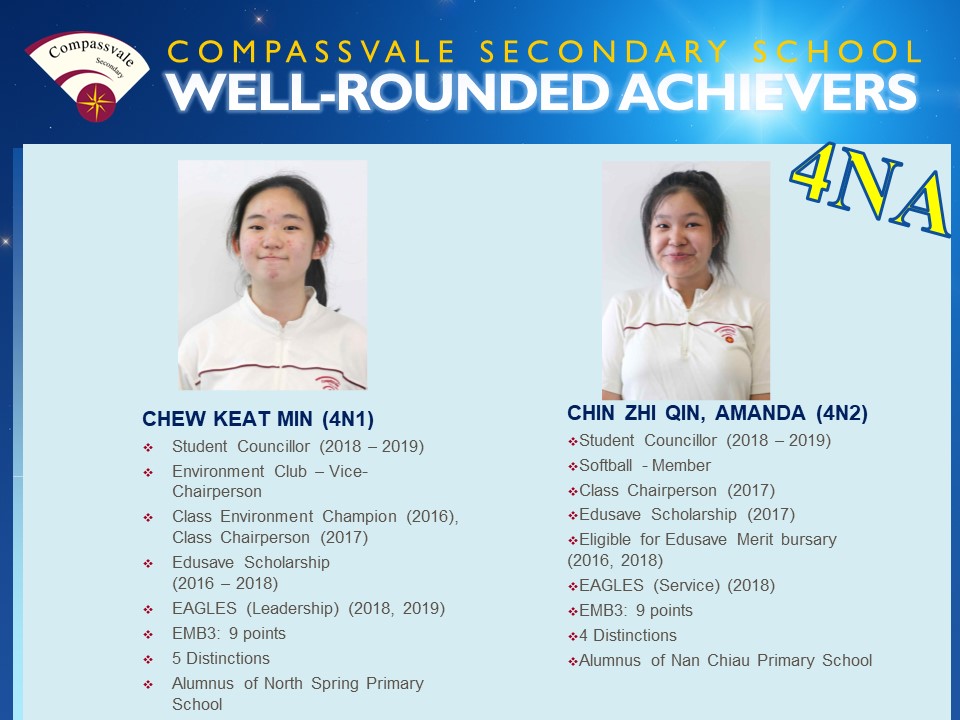 Compassvale
Secondary
COMPASSVALE SECONDARY SCHOOL
WELL-ROUNDED ACHIEVERS
4NA
CHEW KEAT MIN (4N1)
❖ Student Councillor (2018 – 2019)
❖ Environment Club – Vice-
Chairperson
❖ Class Environment Champion (2016),
Class Chairperson (2017)
❖ Edusave Scholarship
(2016 – 2018)
❖ EAGLES (Leadership) (2018, 2019)
❖ EMB3: 9 points
❖ 5 Distinctions
❖ Alumnus of North Spring Primary
School
CHIN ZHI QIN, AMANDA (4N2)
❖Student Councillor (2018 – 2019)
❖Softball - Member
❖Class Chairperson (2017)
❖Edusave Scholarship (2017)
❖Eligible for Edusave Merit bursary
(2016, 2018)
❖EAGLES (Service) (2018)
❖EMB3: 9 points
❖4 Distinctions
❖Alumnus of Nan Chiau Primary School